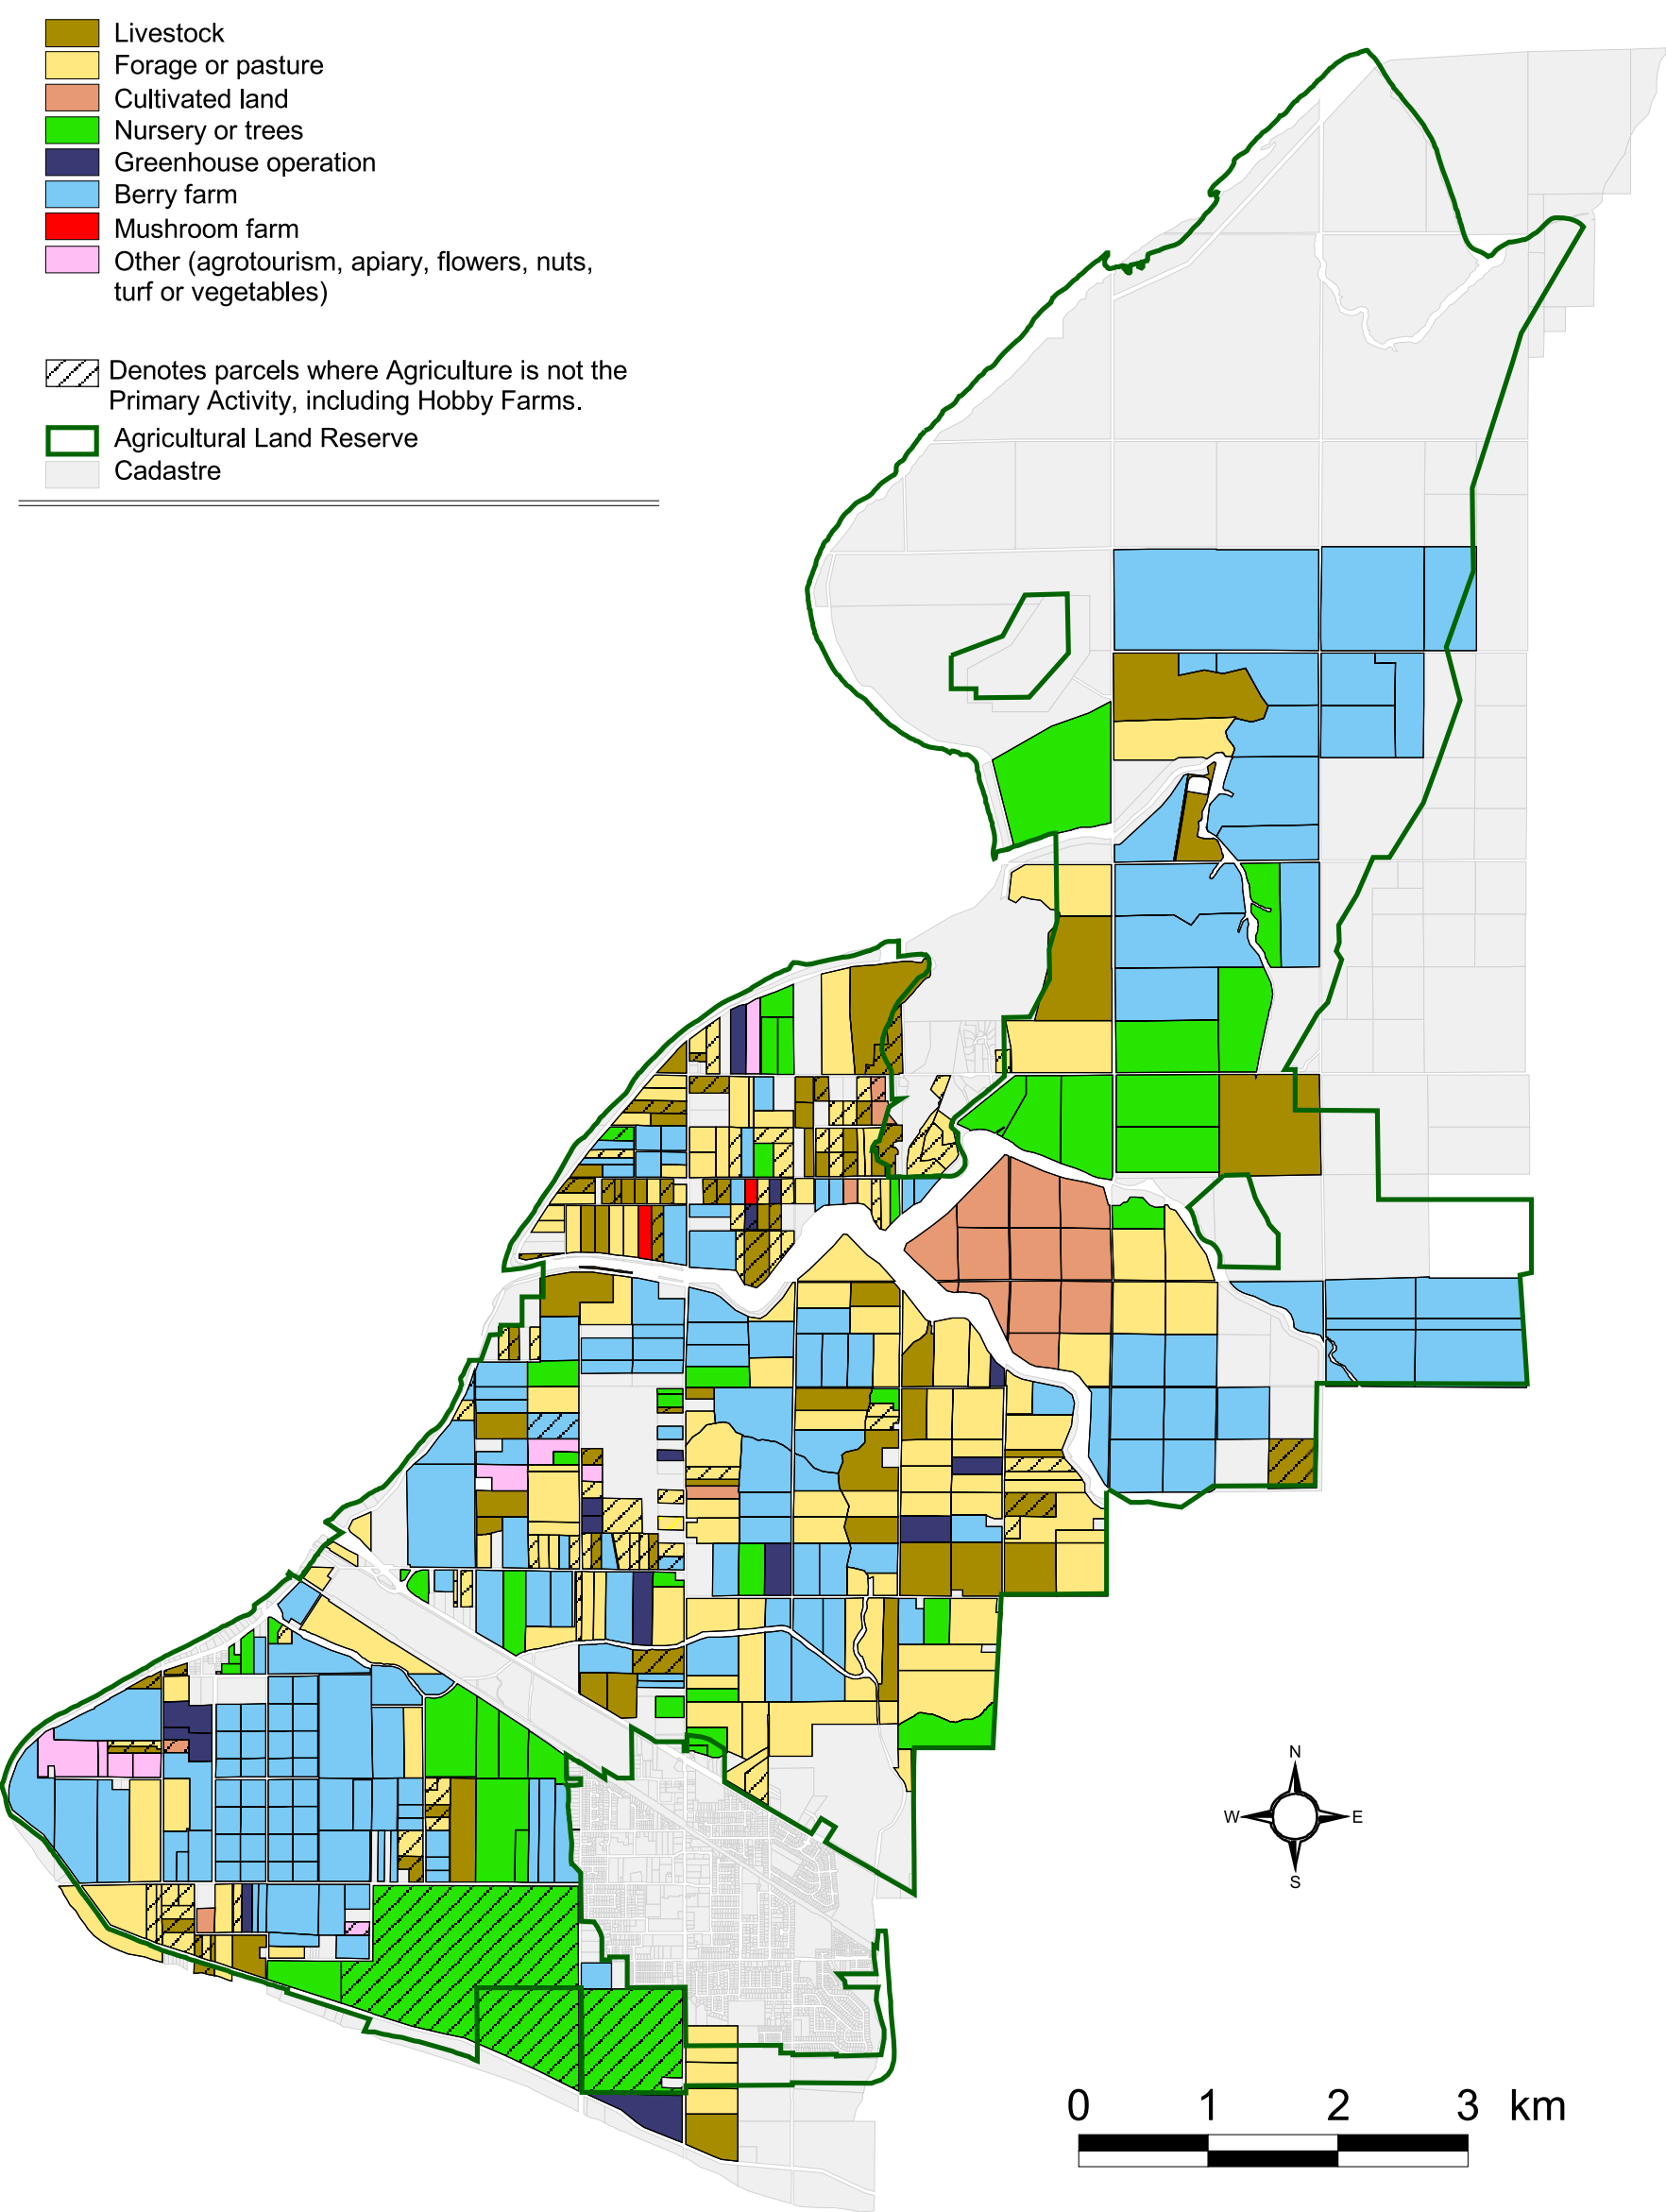 Livestock
Forage or pasture
Cultivated land
Nursery or trees
Greenhouse operation
Berry farm
Mushroom farm
Other (agrotourism, apiary, flowers, nuts,
turf or vegetables)
Denotes parcels where Agriculture is not the
Primary Activity, including Hobby Farms.
Agricultural Land Reserve
Cadastre
N
W E
S
0 1 2 3 km